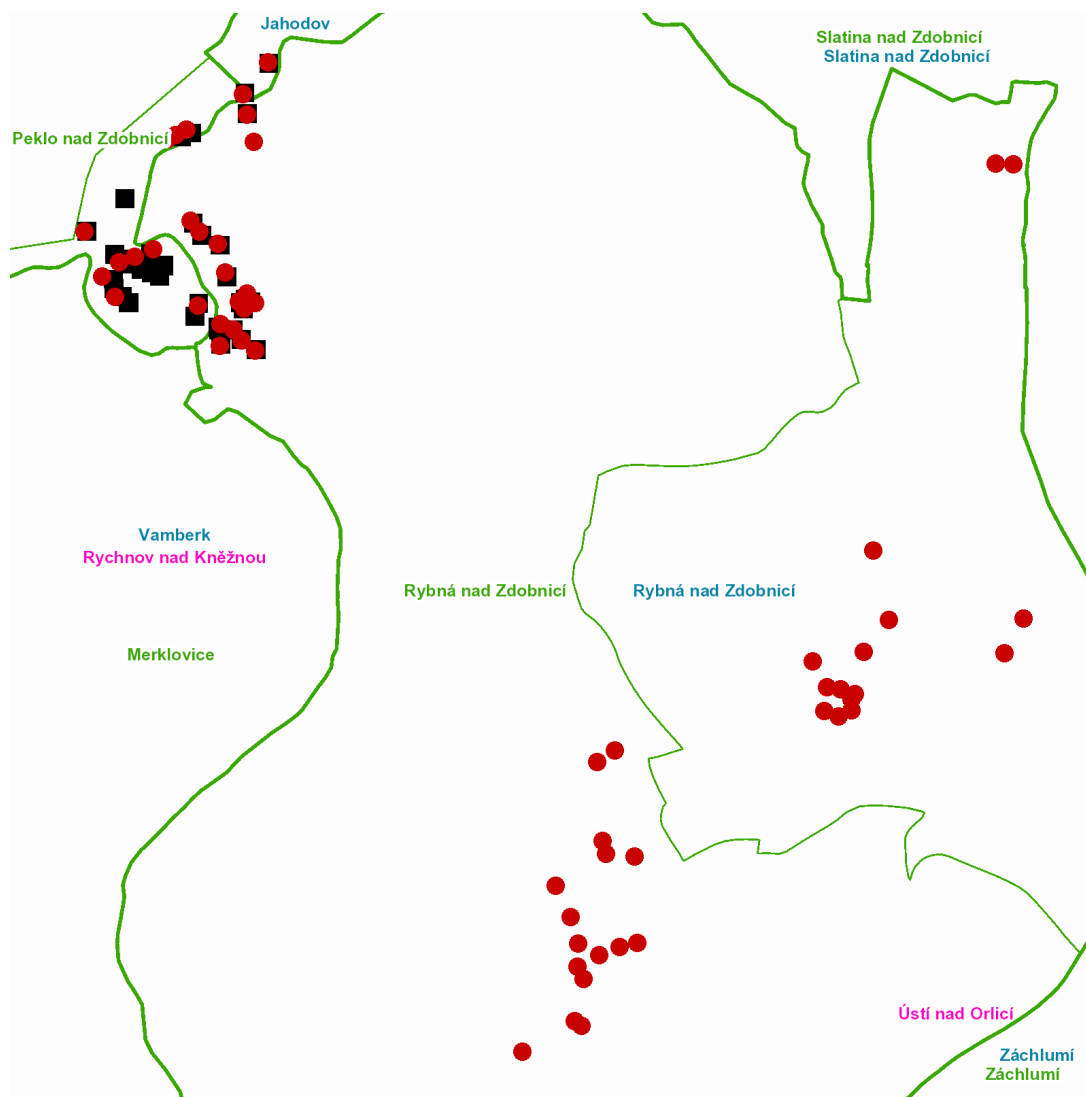 Jahodov
Slatina nad Zdobnicí
Slatina nad Zdobnicí
Peklo nad Zdobnicí
Vamberk
Rychnov nad Kněžnou
Rybná nad Zdobnicí
Rybná nad Zdobnicí
Merklovice
Ústí nad Orlicí
Záchlumí
Záchlumí